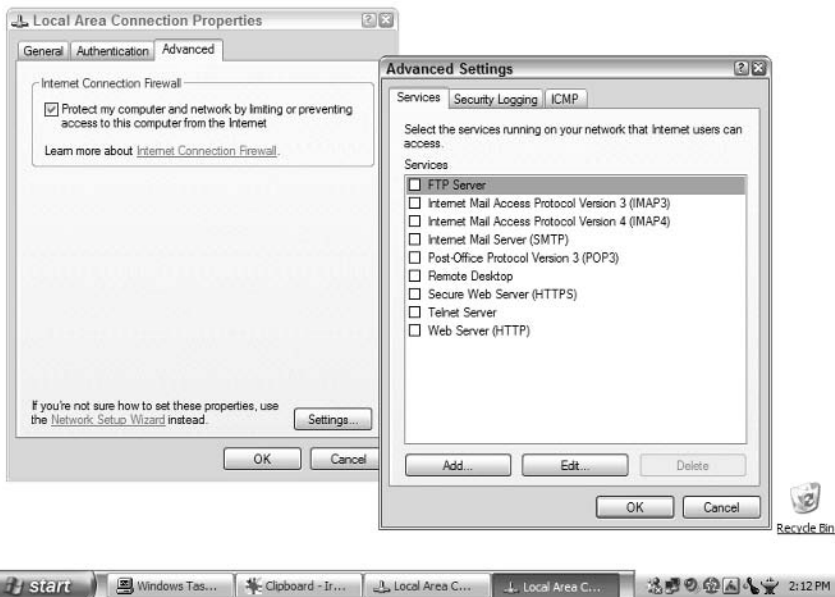 Local Area Connection Properties
General Authentication Advanced
Internet Connection Firewall
Protect my computer and network by limiting or preventing
access to this computer from the Internet
Learn more about Internet Connection Firewall.
If you're not sure how to set these properties, use
the Network Setup Wizard instead.
Settings...
OK Cancel
Advanced Settings
Services Security Logging ICMP
Select the services running on your network that Internet users can
access.
Services
FTP Server
Internet Mail Access Protocol Version 3 (IMAP3)
Internet Mail Access Protocol Version 4 (IMAP4)
Internet Mail Server (SMTP)
Post-Office Protocol Version 3 (POP3)
Remote Desktop
Secure Web Server (HTTPS)
Telnet Server
Web Server (HTTP)
Add... Edit... Delete
OK Cancel
Recycle Bin
start Windows Tas... Clipboard - Ir... Local Area C... Local Area C... 2:12 PM